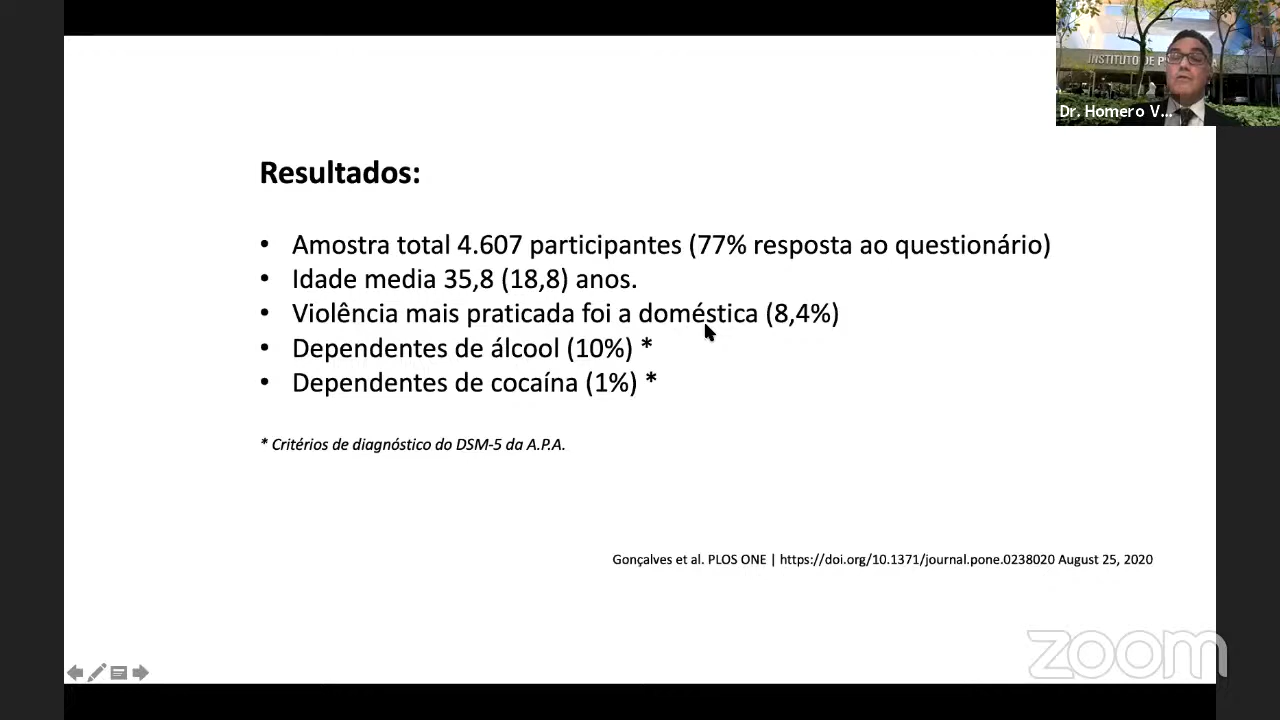 INSTITUTO DE
Dr. Homero V...
Resultados:
• Amostra total 4.607 participantes (77% resposta ao questionário)
• Idade media 35,8 (18,8) anos.
• Violência mais praticada foi a doméstica (8,4%)
• Dependentes de álcool (10%) *
• Dependentes de cocaína (1%) *
* Critérios de diagnóstico do DSM-5 da A.P.A.
Gonçalves et al. PLOS ONE | https://doi.org/10.1371/journal.pone.0238020 August 25, 2020
zoom